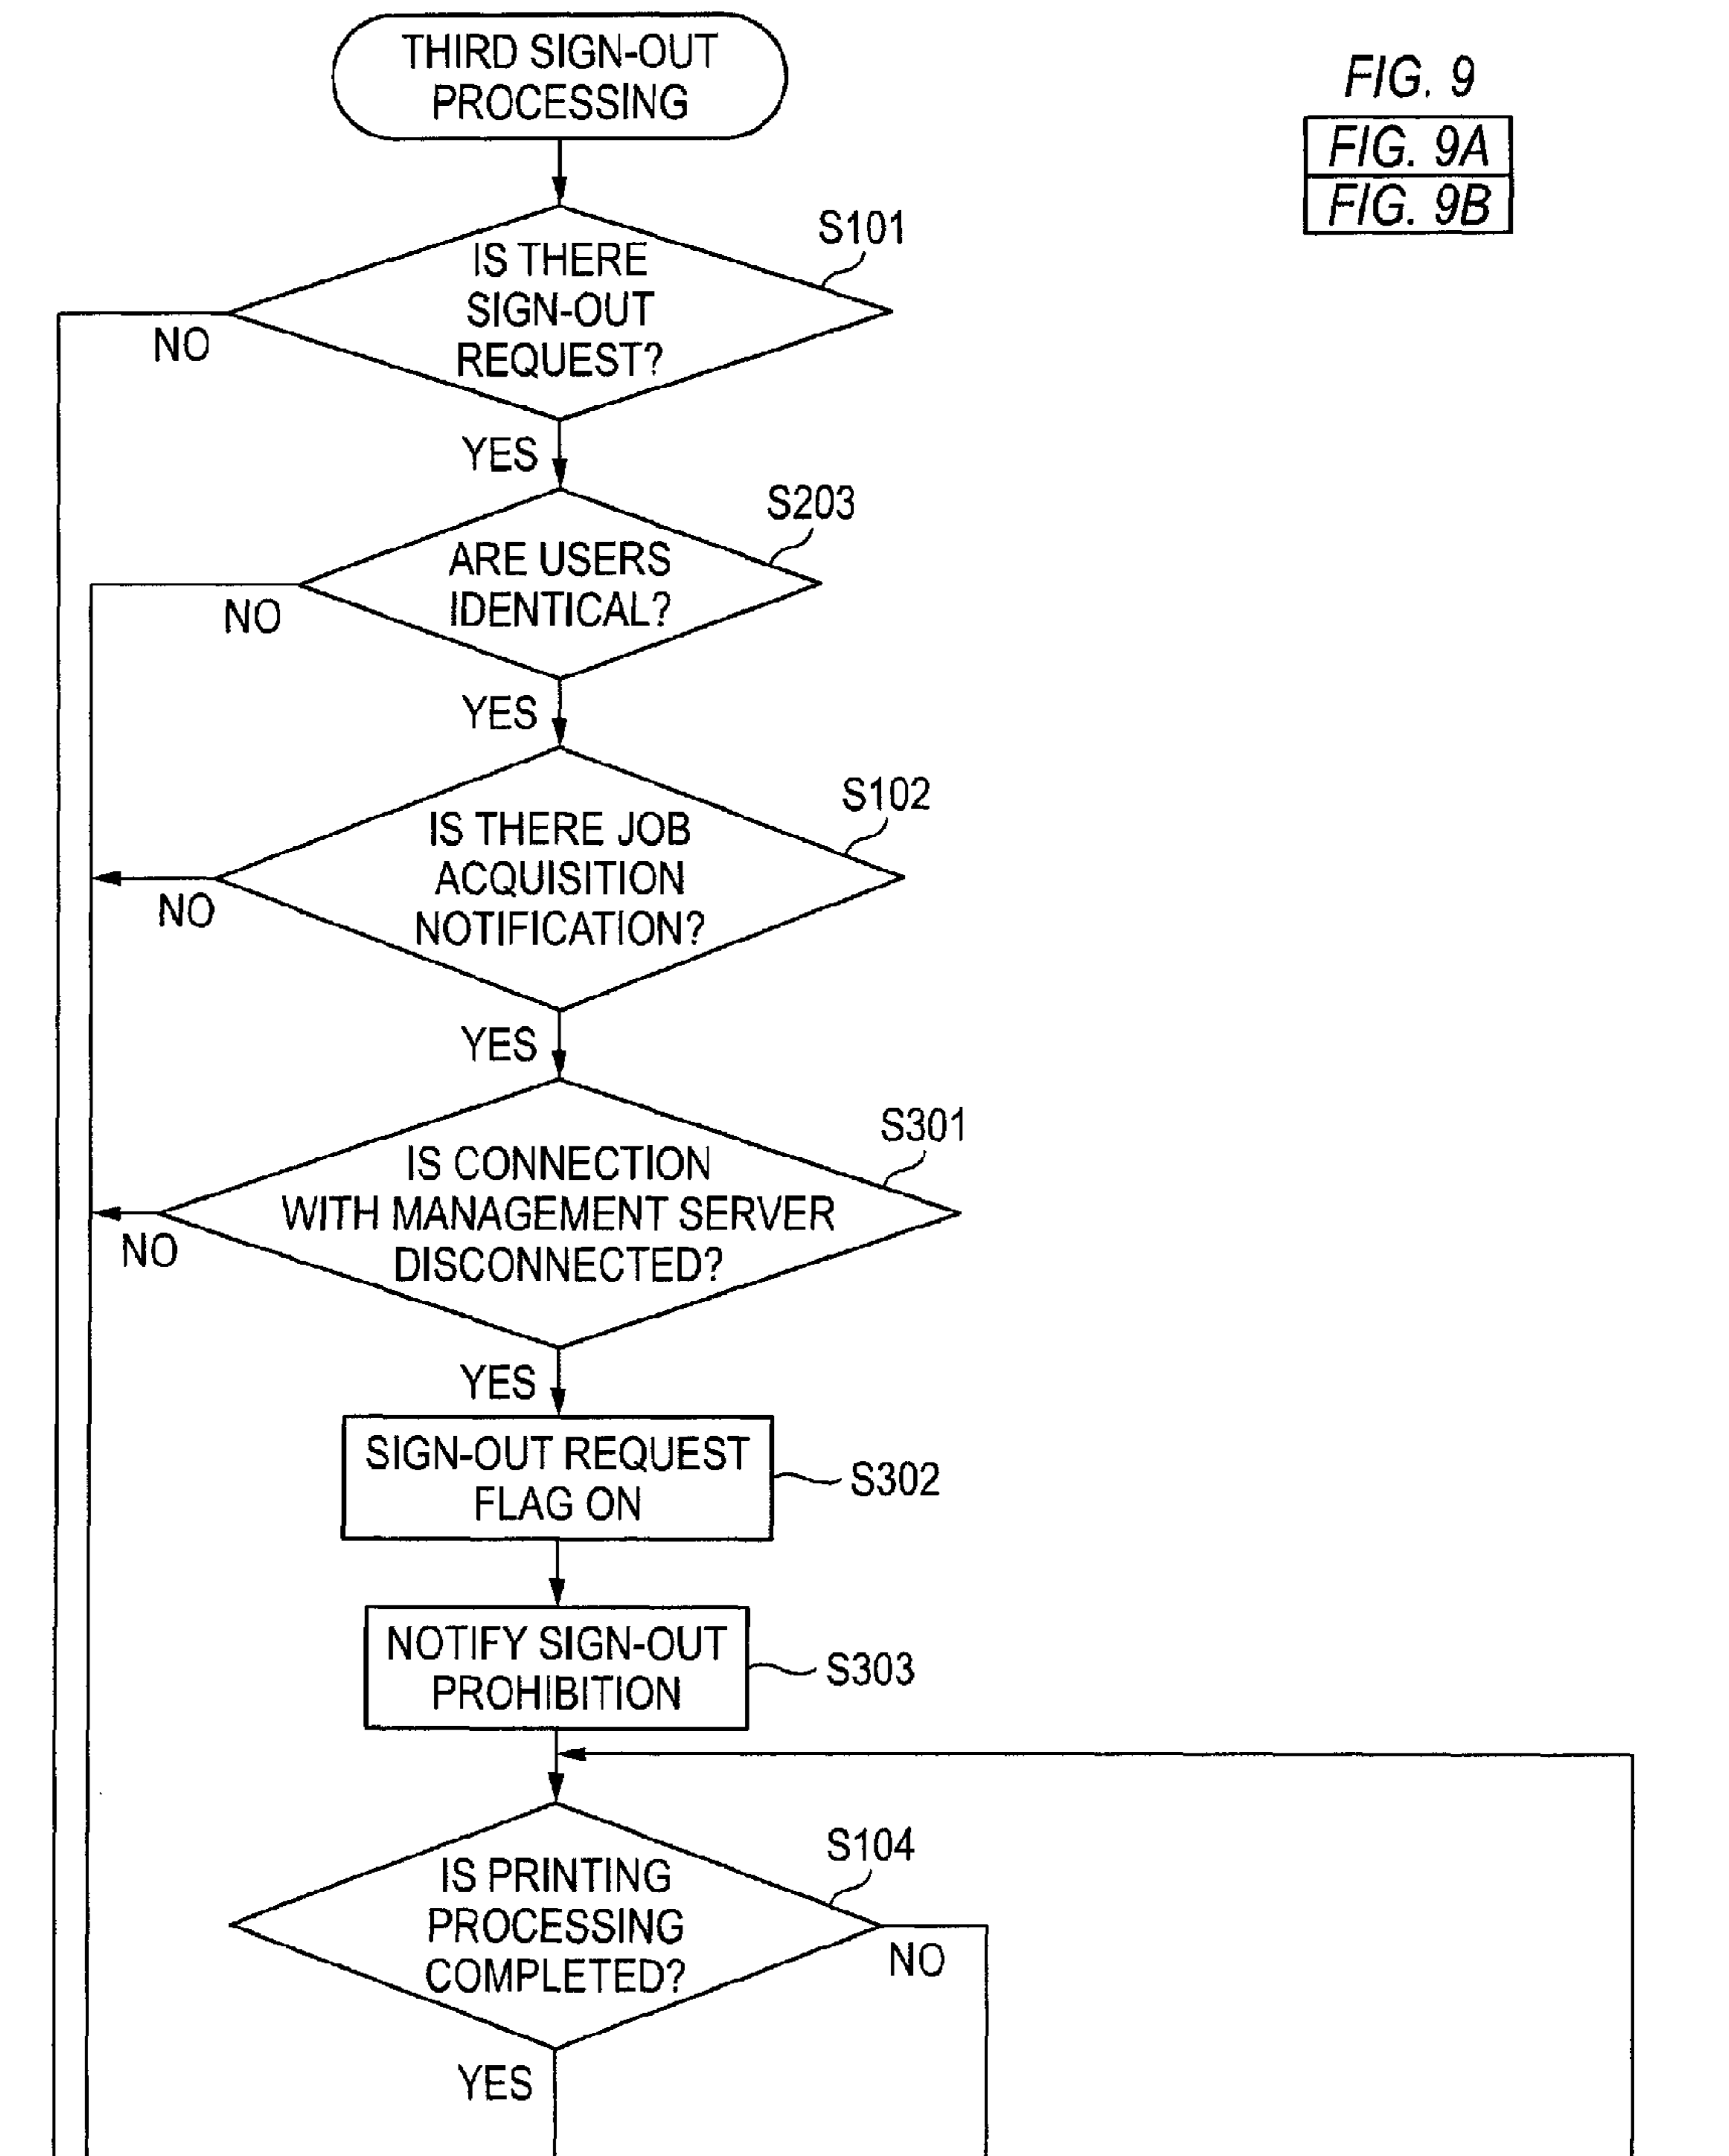 THIRD SIGN-OUT
PROCESSING
FIG. 9
FIG. 9A
FIG. 9B
S101
IS THERE
SIGN-OUT
REQUEST?
NO
YES
S203
ARE USERS
IDENTICAL?
NO
YES
S102
IS THERE JOB
ACQUISITION
NOTIFICATION?
NO
YES
S301
IS CONNECTION
WITH MANAGEMENT SERVER
DISCONNECTED?
NO
YES
SIGN-OUT REQUEST
FLAG ON
S302
NOTIFY SIGN-OUT
PROHIBITION
S303
S104
IS PRINTING
PROCESSING
COMPLETED?
NO
YES